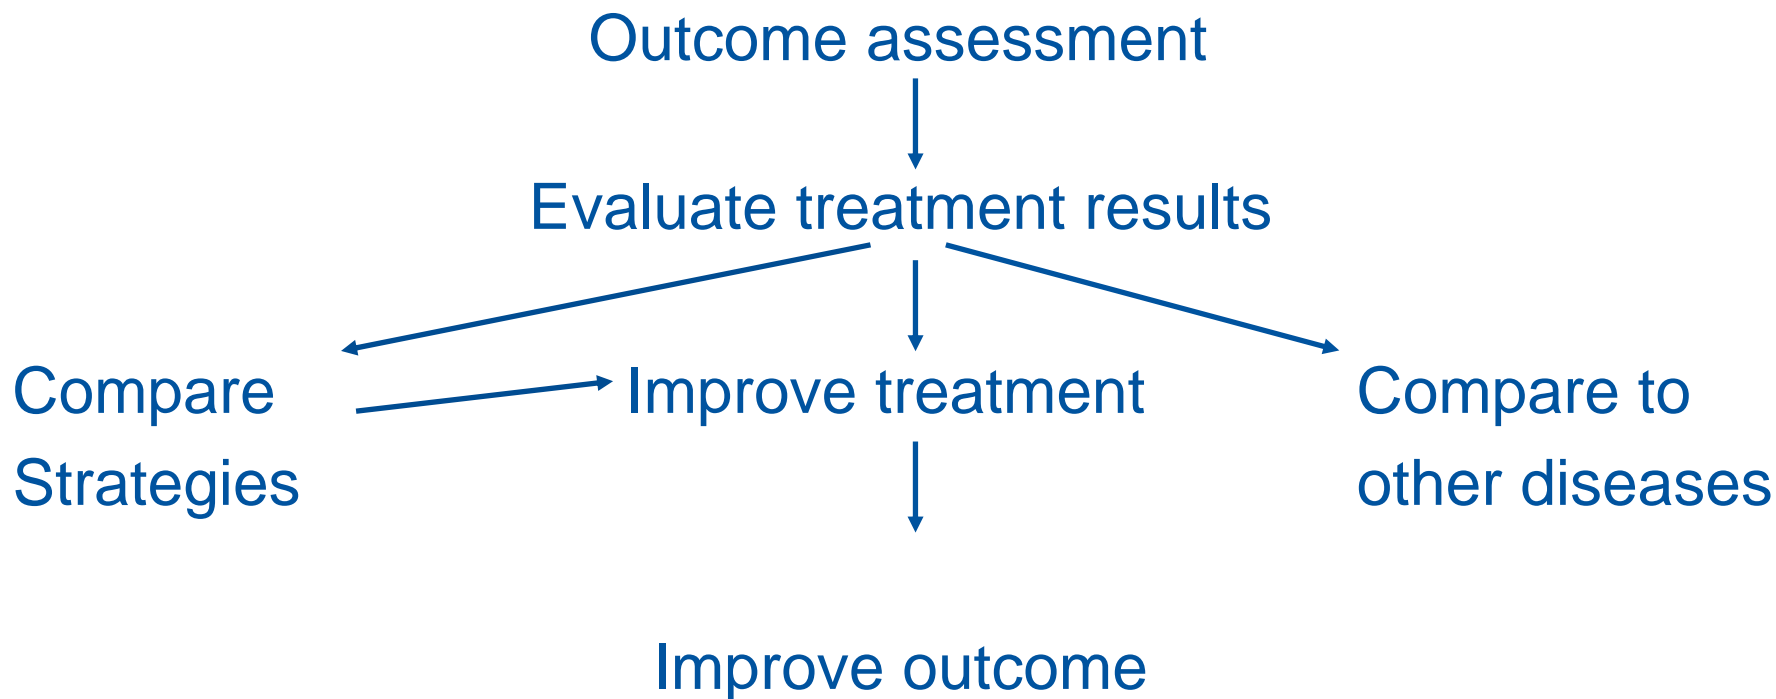 Outcome assessment
Evaluate treatment results
Compare
Strategies
Improve treatment
Compare to
other diseases
Improve outcome